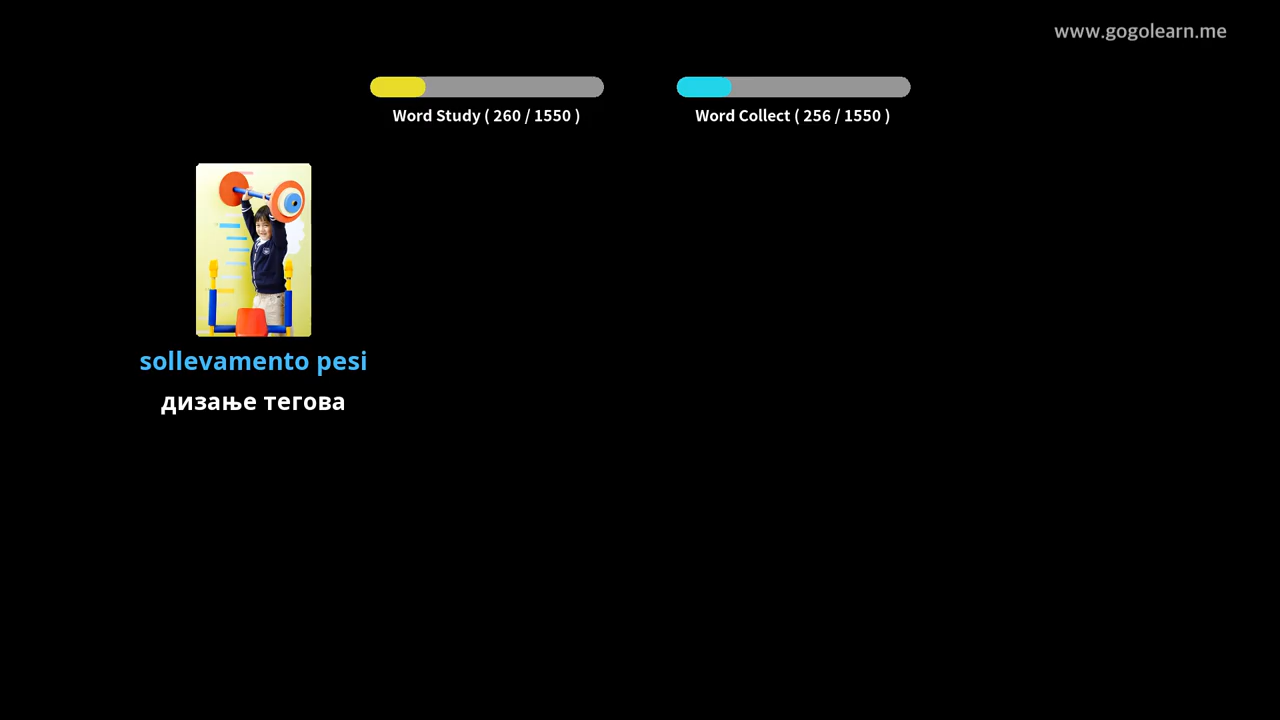 www.gogolearn.me
Word Study ( 260 / 1550 )
Word Collect ( 256 / 1550 )
sollevamento pesi
дизање тегова